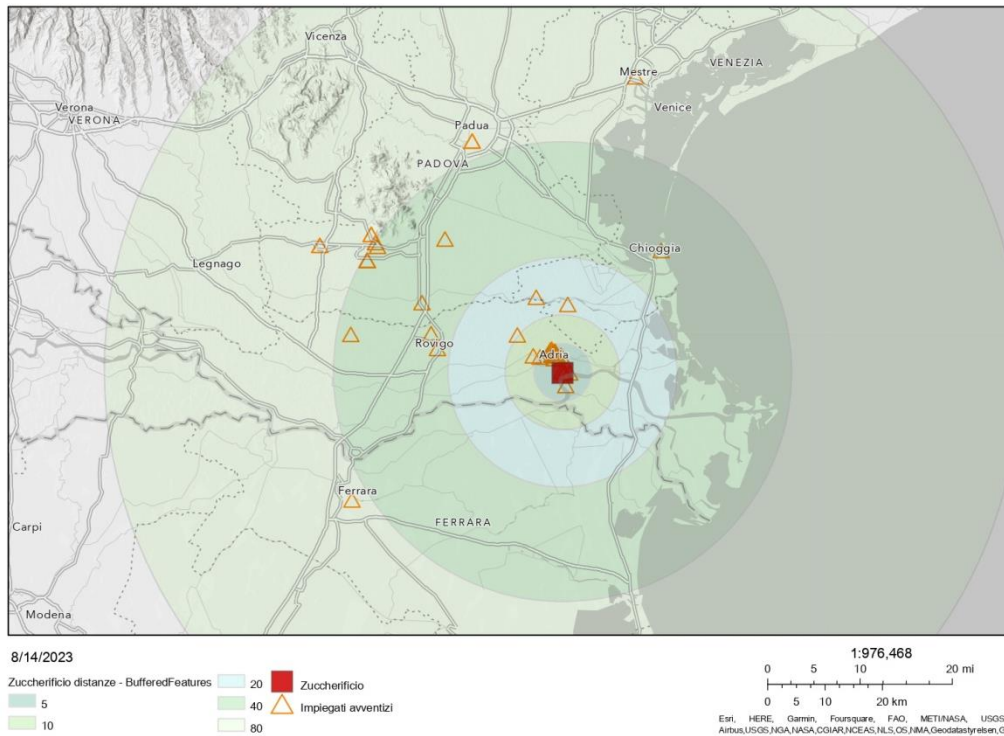 Vicenza
Mestre
VENEZIA
Verona
VERONA
Venice
Padua
PADOVA
Chioggia
Legnago
Rovigo
Adria
Ferrara
FERRARA
Carpi
Modena
8/14/2023
1:976,468
Zuccherificio distanze - BufferedFeatures
5
10
20
40
80
Zuccherificio
Impiegati avventizi
0 5 10 20 mi
0 5 10 20 km
Esri, HERE, Garmin, Foursquare, FAO, METI/NASA, USGS
Airbus,USGS,NGA,NASA,CGIAR,NCEAS,NLS,OS,NMA,Geodatastyrelsen,G